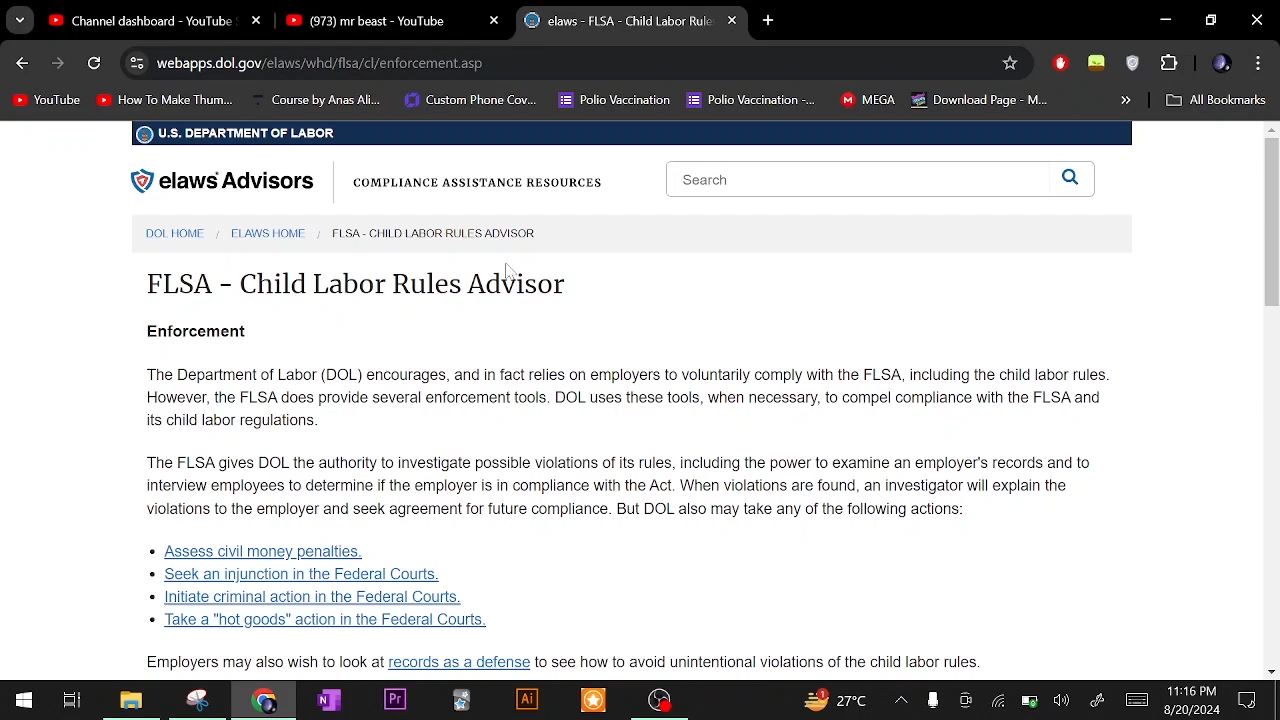 Channel dashboard - YouTube S
(973) mr beast - YouTube
elaws - FLSA - Child Labor Rules
webapps.dol.gov/elaws/whd/flsa/cl/enforcement.asp
YouTube
How To Make Thum...
Course by Anas Ali...
Custom Phone Cov...
Polio Vaccination
Polio Vaccination -...
MEGA
Download Page - M...
All Bookmarks
U.S. DEPARTMENT OF LABOR
elaws Advisors
COMPLIANCE ASSISTANCE RESOURCES
Search
DOL HOME / ELAWS HOME / FLSA - CHILD LABOR RULES ADVISOR
FLSA - Child Labor Rules Advisor
Enforcement
The Department of Labor (DOL) encourages, and in fact relies on employers to voluntarily comply with the FLSA, including the child labor rules.
However, the FLSA does provide several enforcement tools. DOL uses these tools, when necessary, to compel compliance with the FLSA and
its child labor regulations.
The FLSA gives DOL the authority to investigate possible violations of its rules, including the power to examine an employer's records and to
interview employees to determine if the employer is in compliance with the Act. When violations are found, an investigator will explain the
violations to the employer and seek agreement for future compliance. But DOL also may take any of the following actions:
• Assess civil money penalties.
• Seek an injunction in the Federal Courts.
• Initiate criminal action in the Federal Courts.
• Take a "hot goods" action in the Federal Courts.
Employers may also wish to look at records as a defense to see how to avoid unintentional violations of the child labor rules.
N
Pr
Ai
1
27°C
11:16 PM
8/20/2024